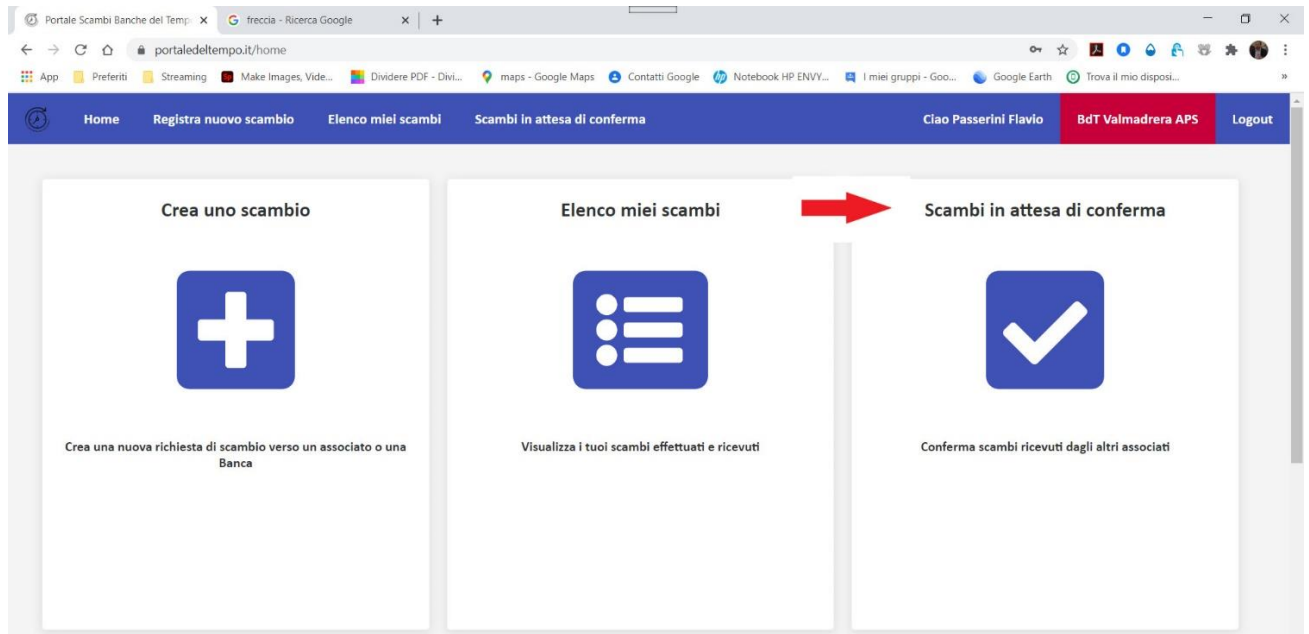 Portale Scambi Banche del Temp
freccia - Ricerca Google
portaledeltempo.it/home
App Preferiti Streaming Make Images, Vide... Dividere PDF - Divi... maps - Google Maps Contatti Google Notebook HP ENVY... I miei gruppi - Goo... Google Earth Trova il mio disposi... »
Home Registra nuovo scambio Elenco miei scambi Scambi in attesa di conferma Ciao Passerini Flavio BdT Valmadrera APS Logout
Crea uno scambio
Crea una nuova richiesta di scambio verso un associato o una
Banca
Elenco miei scambi
Visualizza i tuoi scambi effettuati e ricevuti
Scambi in attesa di conferma
Conferma scambi ricevuti dagli altri associati